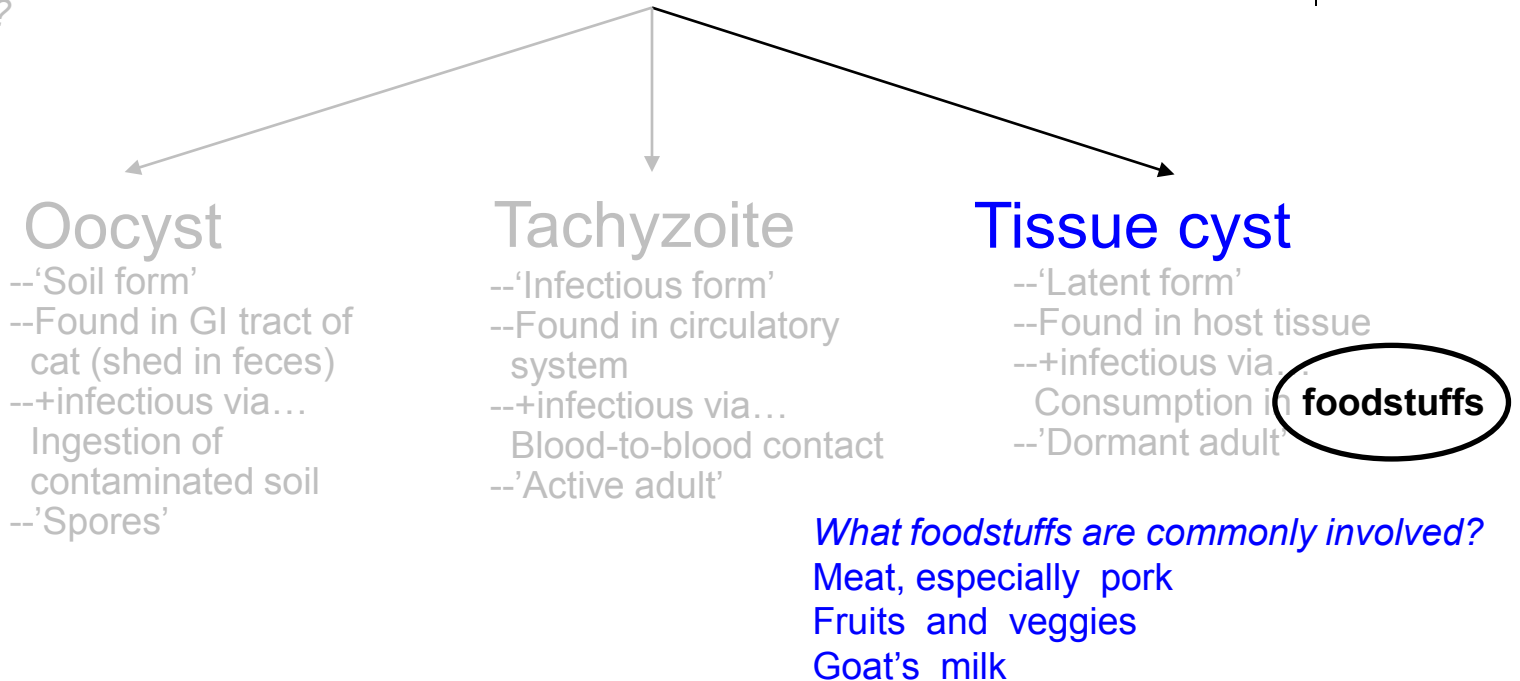 ?
Oocyst
--‘Soil form’
--Found in GI tract of
cat (shed in feces)
--+infectious via…
Ingestion of
contaminated soil
--’Spores’
Tachyzoite
--‘Infectious form’
--Found in circulatory
system
--+infectious via…
Blood-to-blood contact
--’Active adult’
Tissue cyst
--‘Latent form’
--Found in host tissue
--+infectious via…
Consumption in foodstuffs
--’Dormant adult’
What foodstuffs are commonly involved?
Meat, especially pork
Fruits and veggies
Goat’s milk